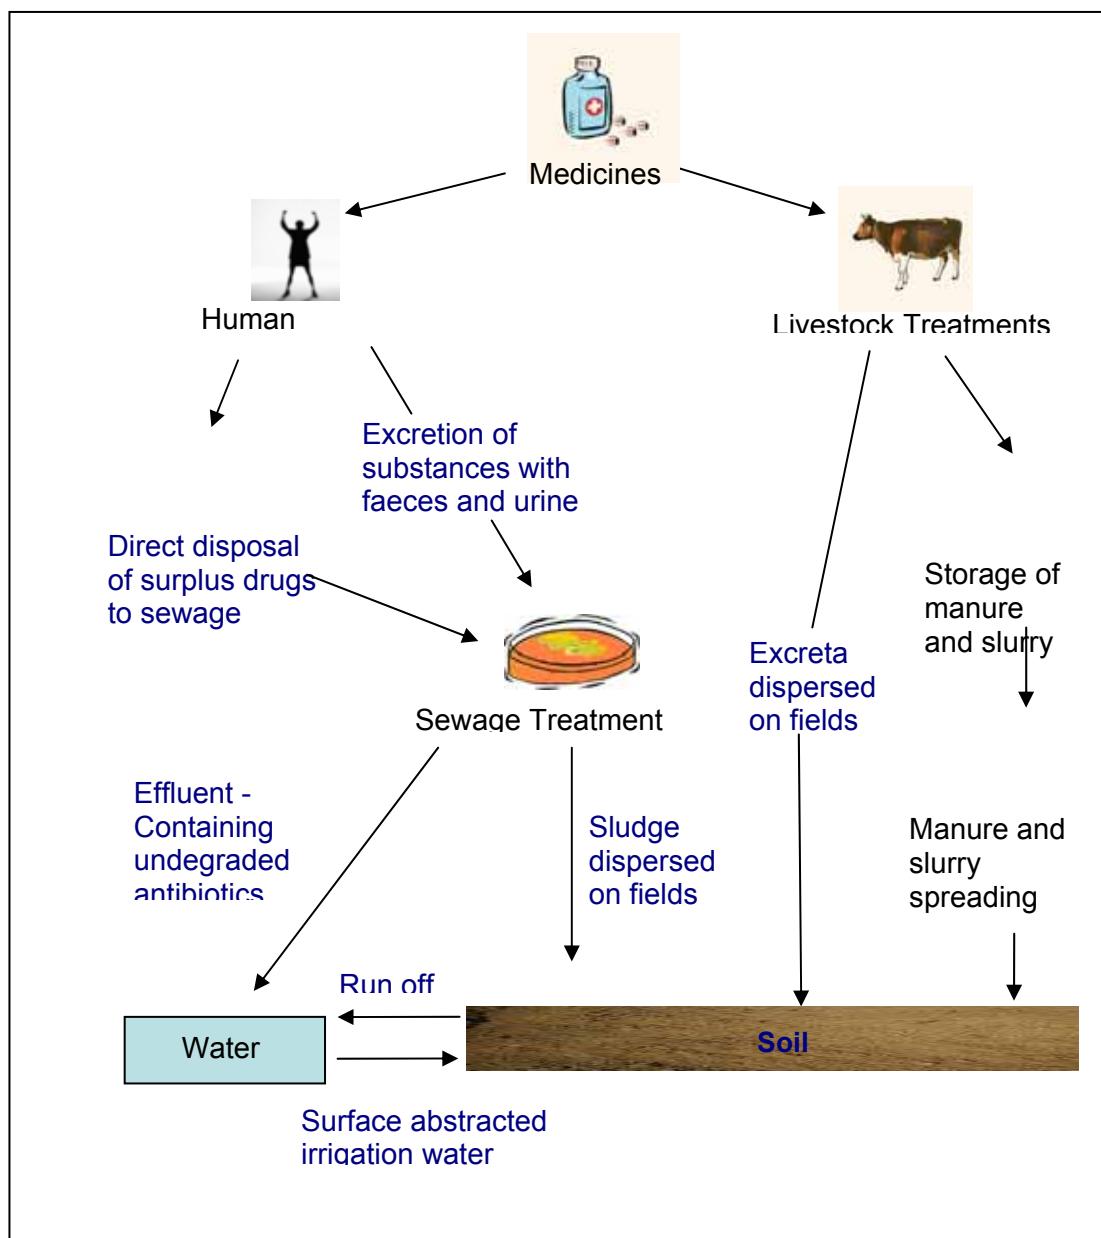 Medicines
Human
Livestock Treatments
Excretion of
substances with
faeces and urine
Direct disposal
of surplus drugs
to sewage
Storage of
manure
and slurry
Excreta
dispersed
on fields
Sewage Treatment
Effluent -
Containing
undegraded
antibiotics
Sludge
dispersed
on fields
Manure and
slurry
spreading
Run off
Water
Soil
Surface abstracted
irrigation water